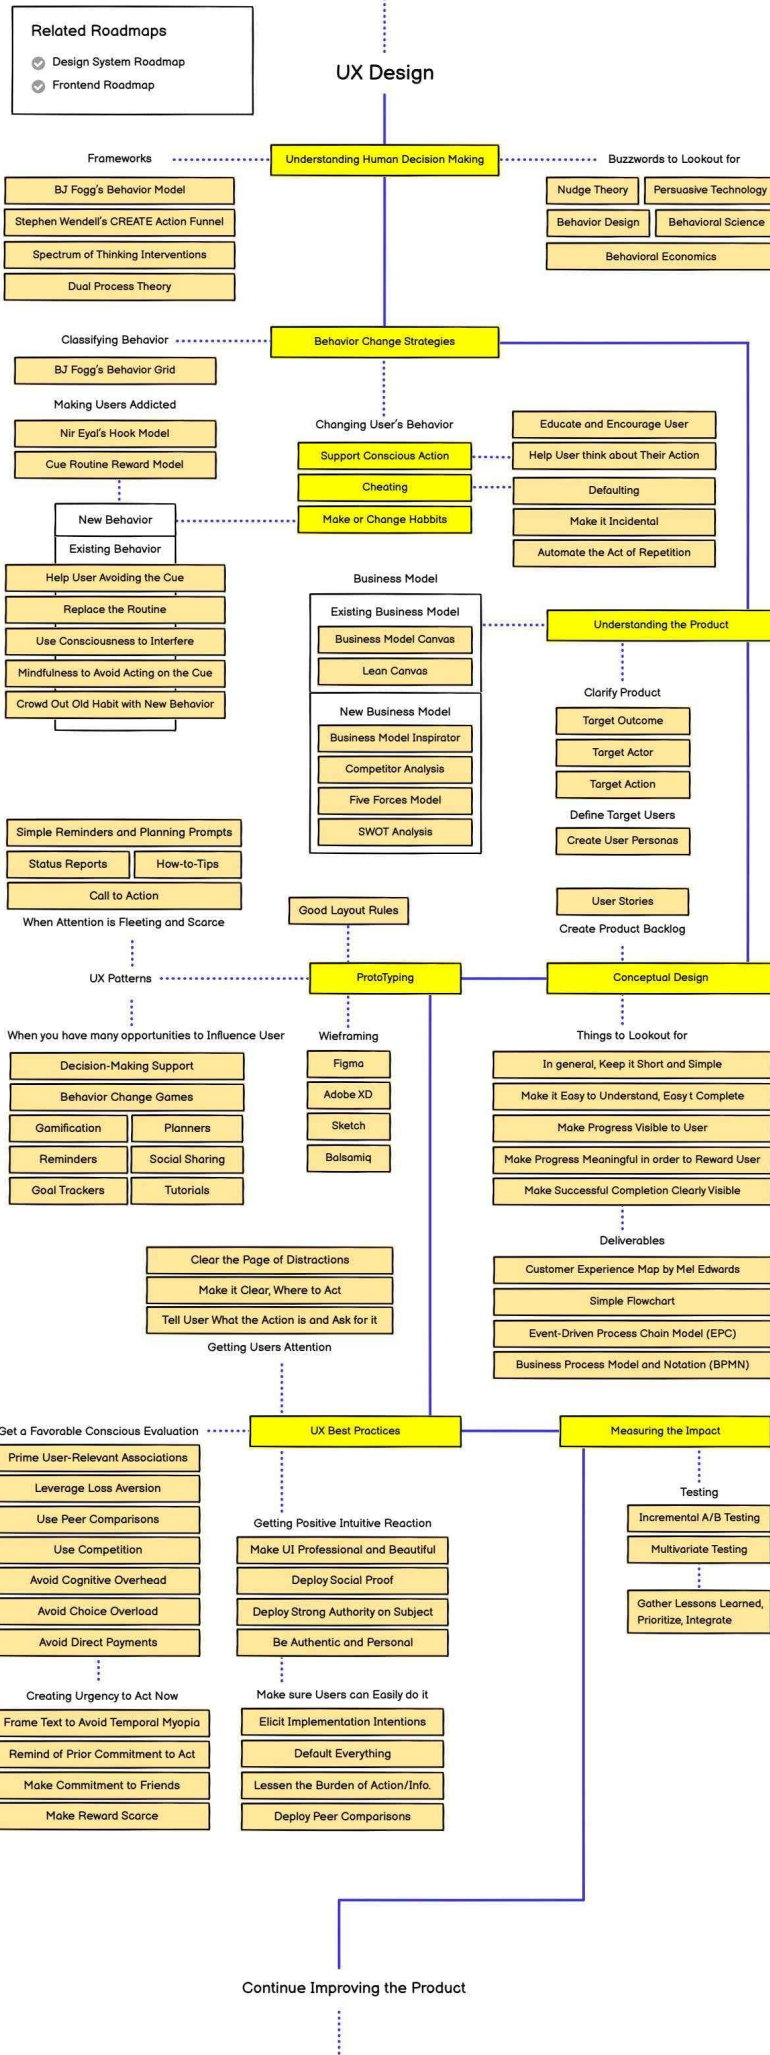 Related Roadmaps
Design System Roadmap
Frontend Roadmap
UX Design
Frameworks
Understanding Human Decision Making
Buzzwords to Lookout for
BJ Fogg's Behavior Model
Stephen Wendell's CREATE Action Funnel
Spectrum of Thinking Interventions
Dual Process Theory
Nudge Theory
Persuasive Technology
Behavior Design
Behavioral Science
Behavioral Economics
Classifying Behavior
Behavior Change Strategies
BJ Fogg's Behavior Grid
Making Users Addicted
Nir Eyal's Hook Model
Cue Routine Reward Model
Changing User's Behavior
Support Conscious Action
Cheating
Make or Change Habbits
Educate and Encourage User
Help User think about Their Action
Defaulting
Make it Incidental
Automate the Act of Repetition
New Behavior
Existing Behavior
Help User Avoiding the Cue
Replace the Routine
Use Consciousness to Interfere
Mindfulness to Avoid Acting on the Cue
Crowd Out Old Habit with New Behavior
Business Model
Existing Business Model
Business Model Canvas
Lean Canvas
New Business Model
Business Model Inspirator
Competitor Analysis
Five Forces Model
SWOT Analysis
Understanding the Product
Clarify Product
Target Outcome
Target Actor
Target Action
Define Target Users
Create User Personas
User Stories
Create Product Backlog
Simple Reminders and Planning Prompts
Status Reports
How-to-Tips
Call to Action
When Attention is Fleeting and Scarce
Good Layout Rules
UX Patterns
ProtoTyping
Conceptual Design
When you have many opportunities to Influence User
Decision-Making Support
Behavior Change Games
Gamification
Planners
Reminders
Social Sharing
Goal Trackers
Tutorials
Wieframing
Figma
Adobe XD
Sketch
Balsamiq
Things to Lookout for
In general, Keep it Short and Simple
Make it Easy to Understand, Easy t Complete
Make Progress Visible to User
Make Progress Meaningful in order to Reward User
Make Successful Completion Clearly Visible
Deliverables
Customer Experience Map by Mel Edwards
Simple Flowchart
Event-Driven Process Chain Model (EPC)
Business Process Model and Notation (BPMN)
Clear the Page of Distractions
Make it Clear, Where to Act
Tell User What the Action is and Ask for it
Getting Users Attention
Get a Favorable Conscious Evaluation
UX Best Practices
Measuring the Impact
Prime User-Relevant Associations
Leverage Loss Aversion
Use Peer Comparisons
Use Competition
Avoid Cognitive Overhead
Avoid Choice Overload
Avoid Direct Payments
Getting Positive Intuitive Reaction
Make UI Professional and Beautiful
Deploy Social Proof
Deploy Strong Authority on Subject
Be Authentic and Personal
Testing
Incremental A/B Testing
Multivariate Testing
Gather Lessons Learned,
Prioritize, Integrate
Creating Urgency to Act Now
Frame Text to Avoid Temporal Myopia
Remind of Prior Commitment to Act
Make Commitment to Friends
Make Reward Scarce
Make sure Users can Easily do it
Elicit Implementation Intentions
Default Everything
Lessen the Burden of Action/Info.
Deploy Peer Comparisons
Continue Improving the Product